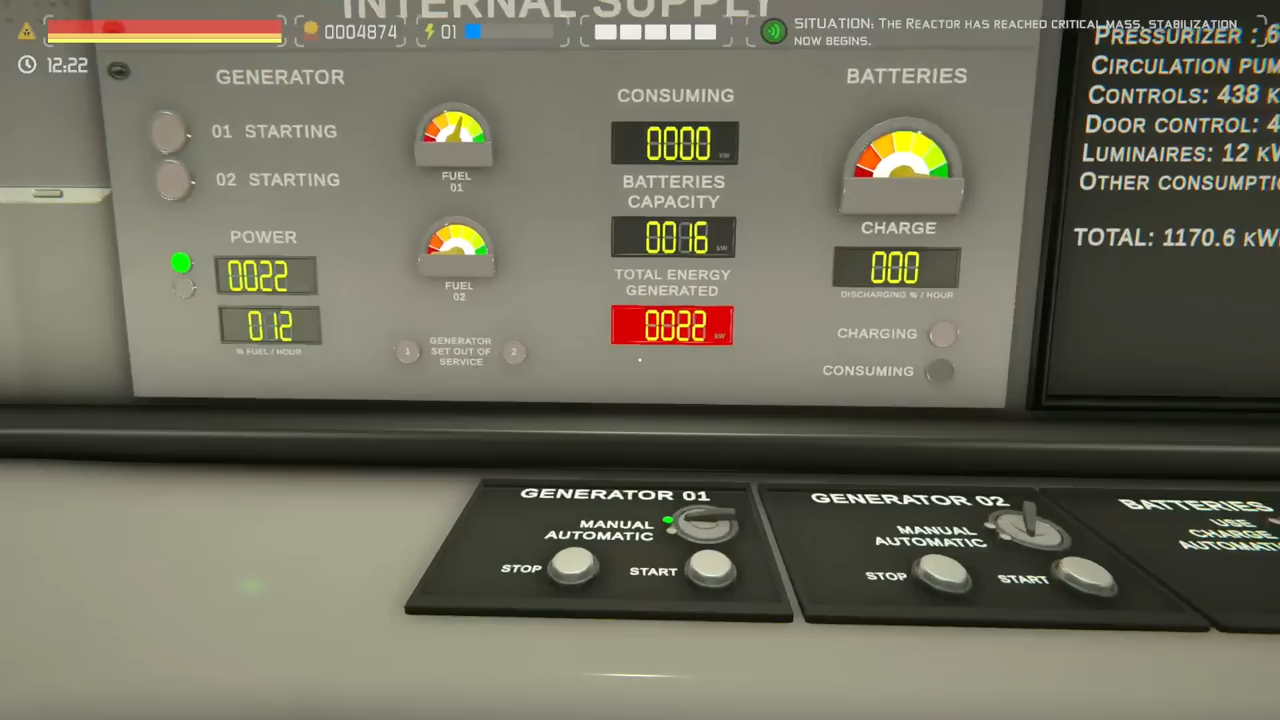 INTERNAL SUPPLY
0004874
01
SITUATION: THE REACTOR HAS REACHED CRITICAL MASS, STABILIZATION
NOW BEGINS.
12:22
GENERATOR
01 STARTING
02 STARTING
POWER
0022
012
% FUEL / HOUR
FUEL
01
FUEL
02
GENERATOR
SET OUT OF
SERVICE
1
2
CONSUMING
0000 kW
BATTERIES
CAPACITY
0016 kW
TOTAL ENERGY
GENERATED
0022 kW
BATTERIES
CHARGE
000
DISCHARGING % / HOUR
CHARGING
CONSUMING
PRESSURIZER : 6
CIRCULATION PUM
CONTROLS: 438 K
DOOR CONTROL: 4
LUMINAIRES: 12 KW
OTHER CONSUMPTI
TOTAL: 1170.6 KW
GENERATOR 01
MANUAL
AUTOMATIC
STOP
START
GENERATOR 02
MANUAL
AUTOMATIC
STOP
START
BATTERIES
USE
CHARGE
AUTOMATI